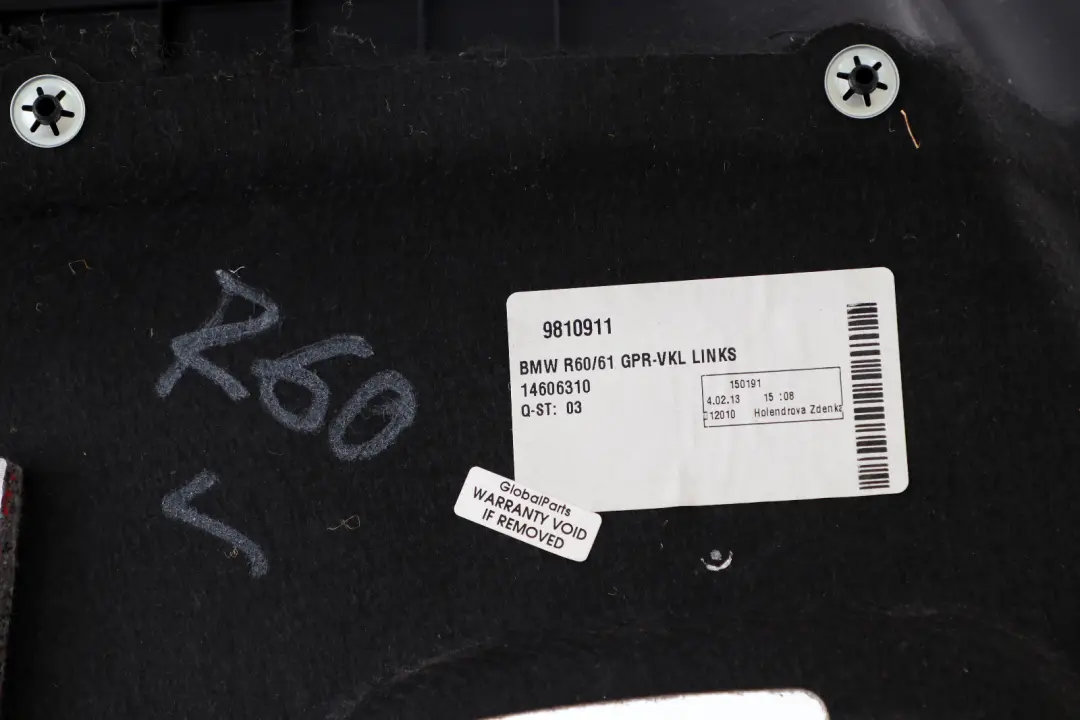 R60
L
9810911
BMW R60/61 GPR-VKL LINKS
14606310
Q-ST: 03
150191
4.02.13 15:08
12010 Holendrova Zdenka
GlobalParts
WARRANTY VOID
IF REMOVED